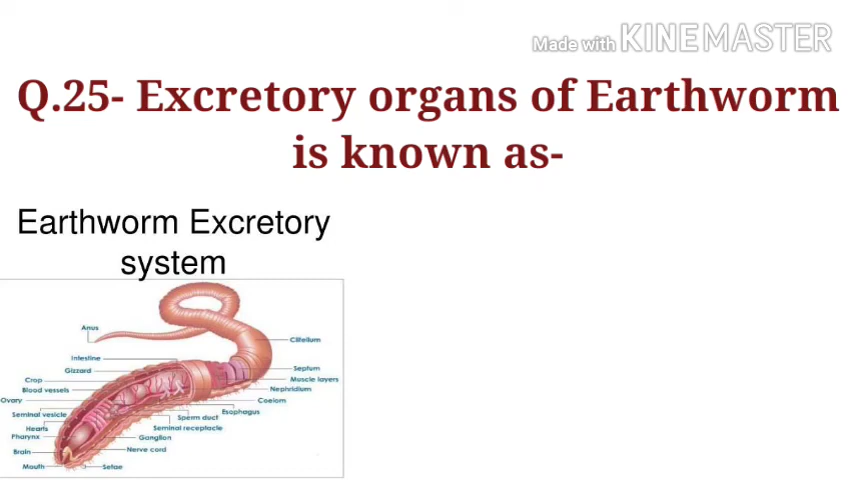 Made with KINEMASTER
Q.25- Excretory organs of Earthworm
is known as-
Earthworm Excretory
system
Anus
Clitellum
Intestine
Septum
Gizzard
Muscle layers
Crop
Blood vessels
Nephridium
Ovary
Coelom
Esophagus
Seminal vesicle
Sperm duct
Hearts
Seminal receptacle
Pharynx
Ganglion
Brain
Nerve cord
Mouth
Setae